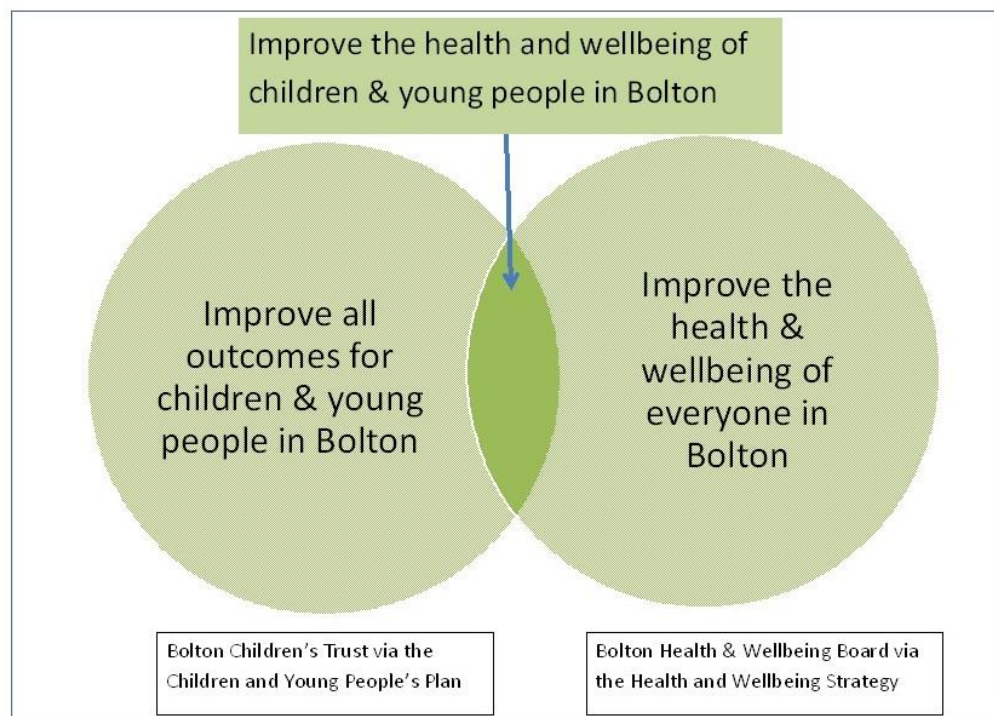 Improve the health and wellbeing of
children & young people in Bolton
Improve all
outcomes for
children & young
people in Bolton
Improve the
health &
wellbeing of
everyone in
Bolton
Bolton Children's Trust via the
Children and Young People's Plan
Bolton Health & Wellbeing Board via
the Health and Wellbeing Strategy